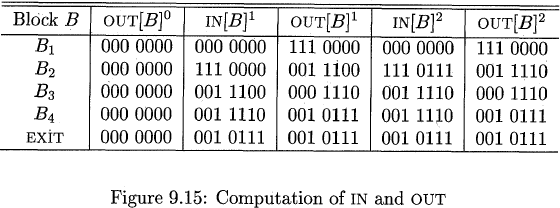 Block B OUT[B]^0 IN[B]^1 OUT[B]^1 IN[B]^2 OUT[B]^2
B_1 000 0000 000 0000 111 0000 000 0000 111 0000
B_2 000 0000 111 0000 001 1100 111 0111 001 1110
B_3 000 0000 001 1100 000 1110 001 1110 000 1110
B_4 000 0000 001 1110 001 0111 001 1110 001 0111
EXIT 000 0000 001 0111 001 0111 001 0111 001 0111
Figure 9.15: Computation of IN and OUT